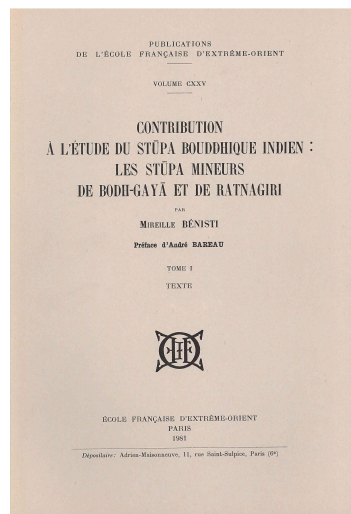 PUBLICATIONS
DE L'ÉCOLE FRANÇAISE D'EXTRÊME-ORIENT
VOLUME CXXV
CONTRIBUTION
À L'ÉTUDE DU STŪPA BOUDDHIQUE INDIEN :
LES STŪPA MINEURS
DE BODH-GAYĀ ET DE RATNAGIRI
PAR
MIREILLE BÉNISTI
Préface d'André BAREAU
TOME I
TEXTE
ÉCOLE FRANÇAISE D'EXTRÊME-ORIENT
PARIS
1981
Dépositaire: Adrien-Maisonneuve, 11, rue Saint-Sulpice, Paris (6e)